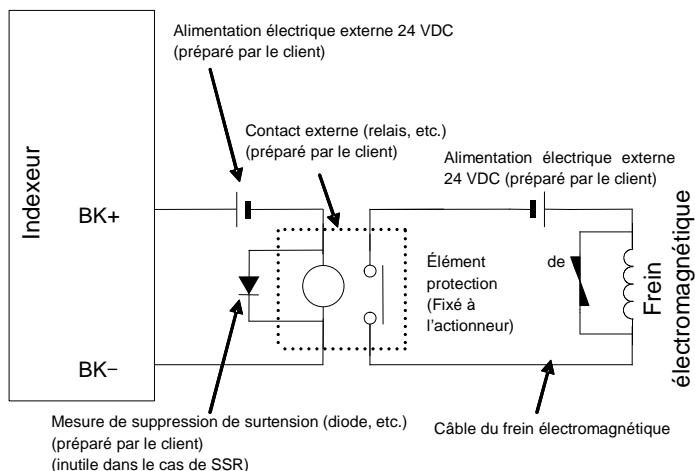 Alimentation électrique externe 24 VDC
(préparé par le client)
Contact externe (relais, etc.)
(préparé par le client)
Alimentation électrique externe
24 VDC (préparé par le client)
Indexeur
BK+
BK−
Élément de
protection
(Fixé à
l'actionneur)
Frein
électromagnétique
Mesure de suppression de surtension (diode, etc.)
(préparé par le client)
(inutile dans le cas de SSR)
Câble du frein électromagnétique